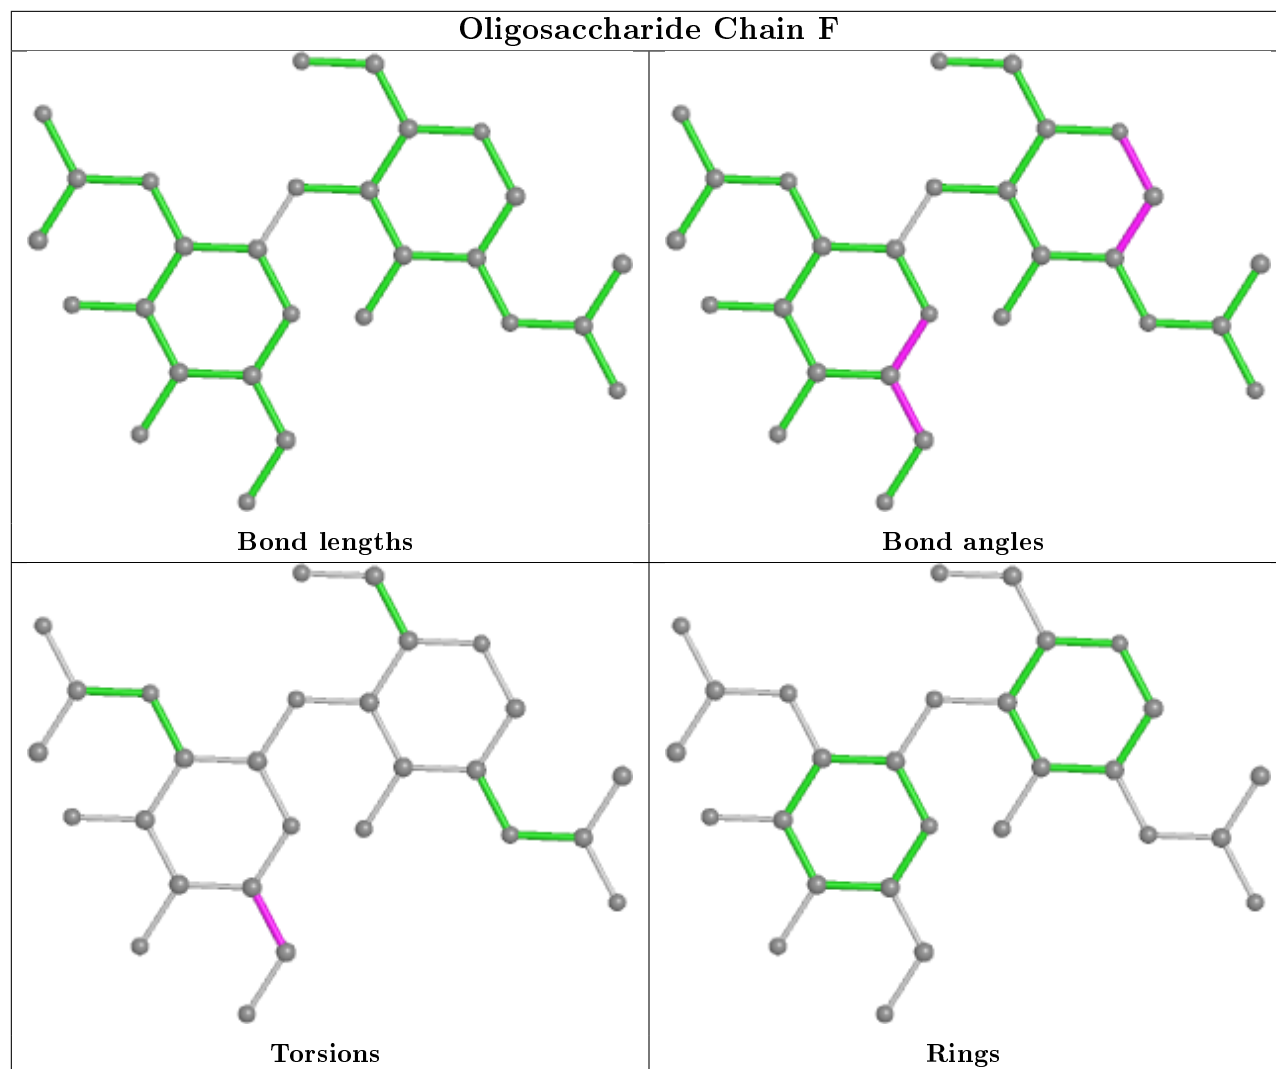 Oligosaccharide Chain F
Bond lengths
Bond angles
Torsions
Rings